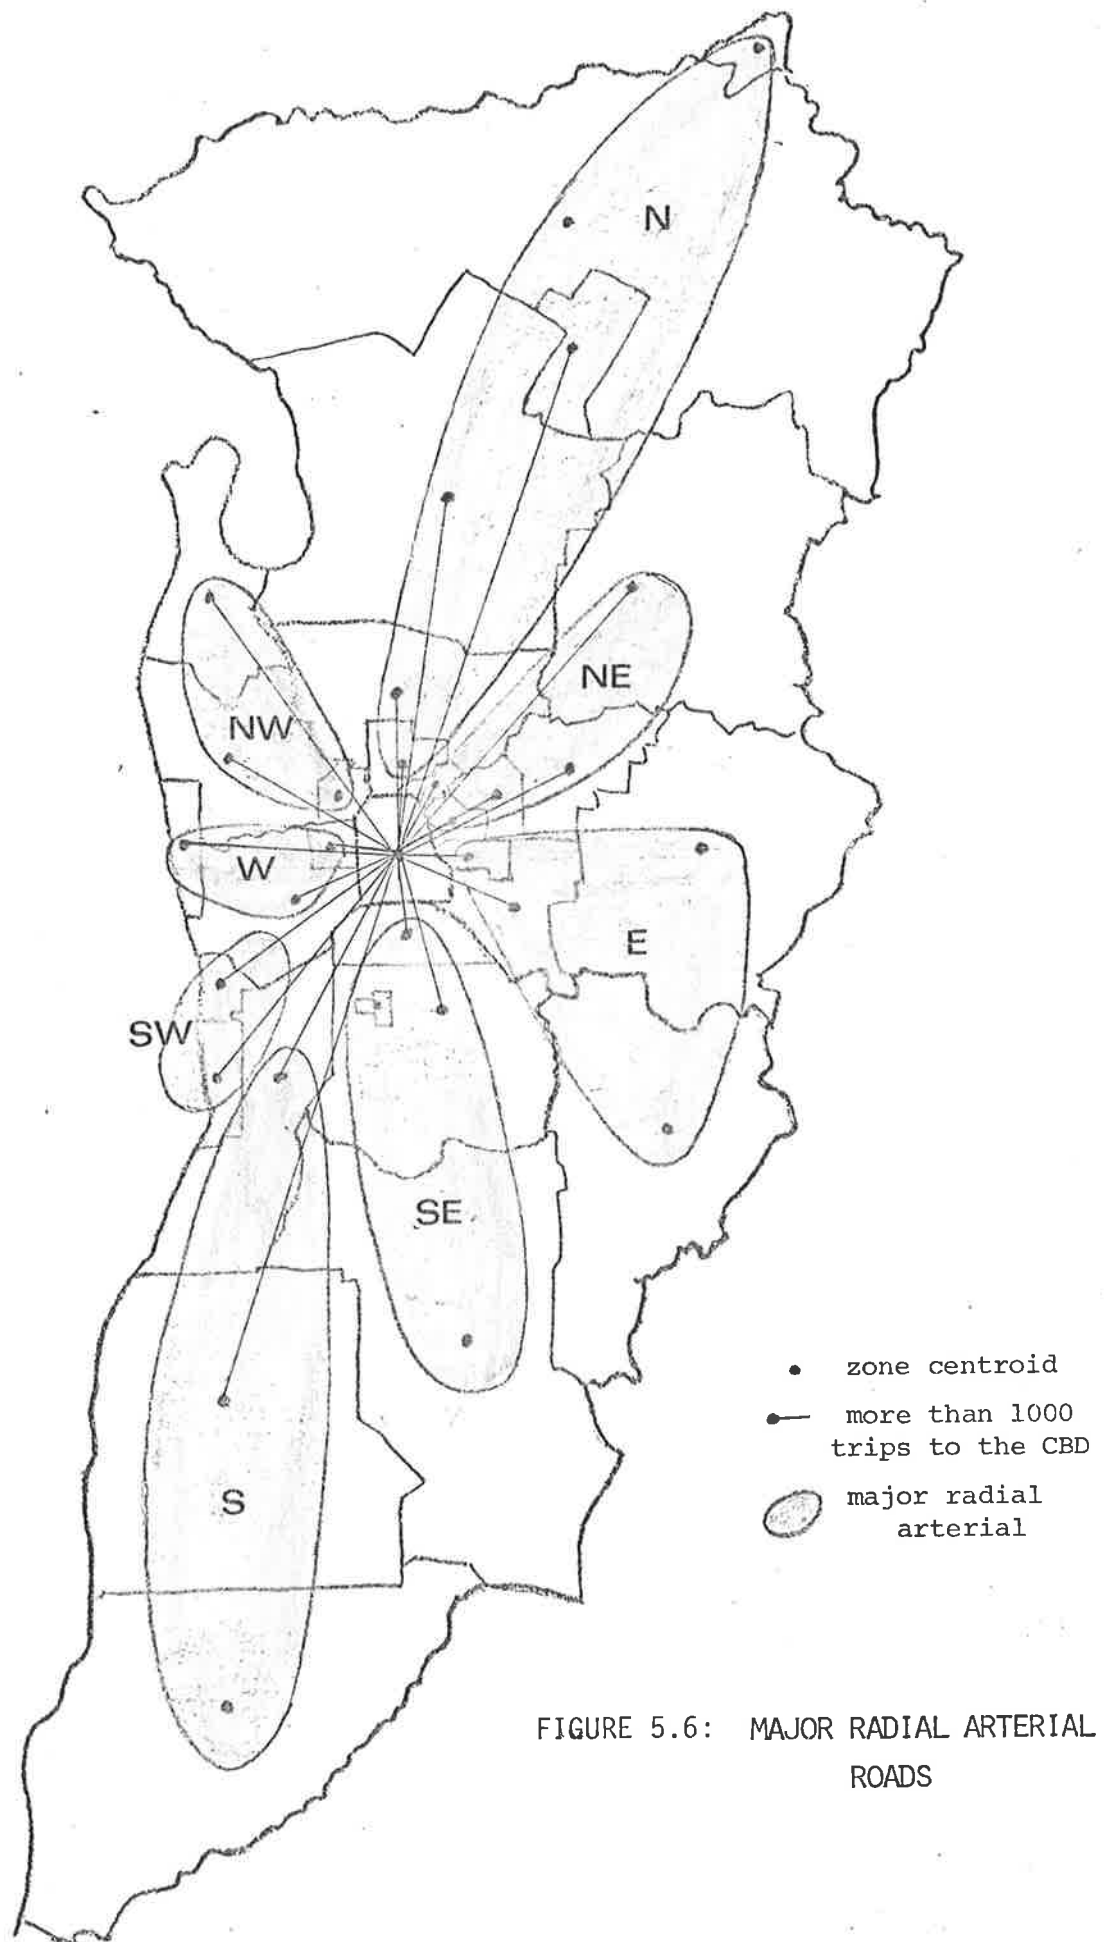 N
NE
NW
W
E
SW
SE
S
zone centroid
more than 1000
trips to the CBD
major radial
arterial
FIGURE 5.6: MAJOR RADIAL ARTERIAL
ROADS